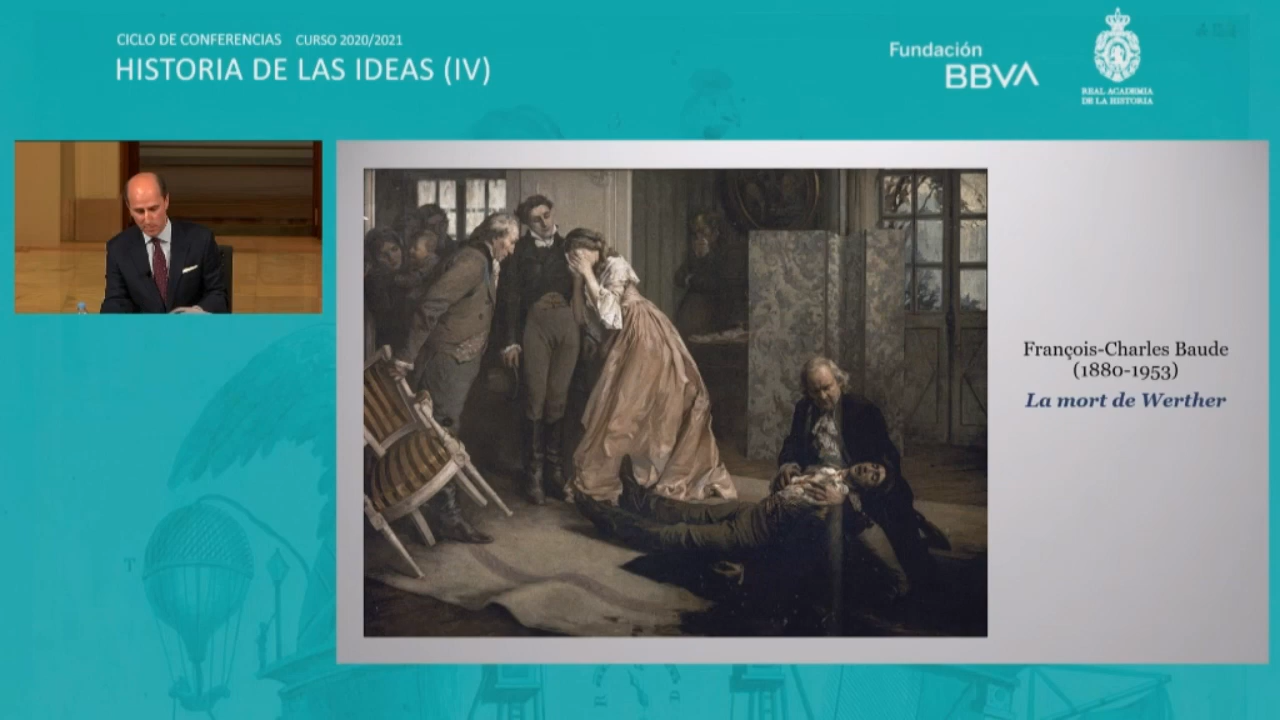 CICLO DE CONFERENCIAS CURSO 2020/2021
HISTORIA DE LAS IDEAS (IV)
Fundación
BBVA
REAL ACADEMIA
DE LA HISTORIA
François-Charles Baude
(1880-1953)
La mort de Werther
T